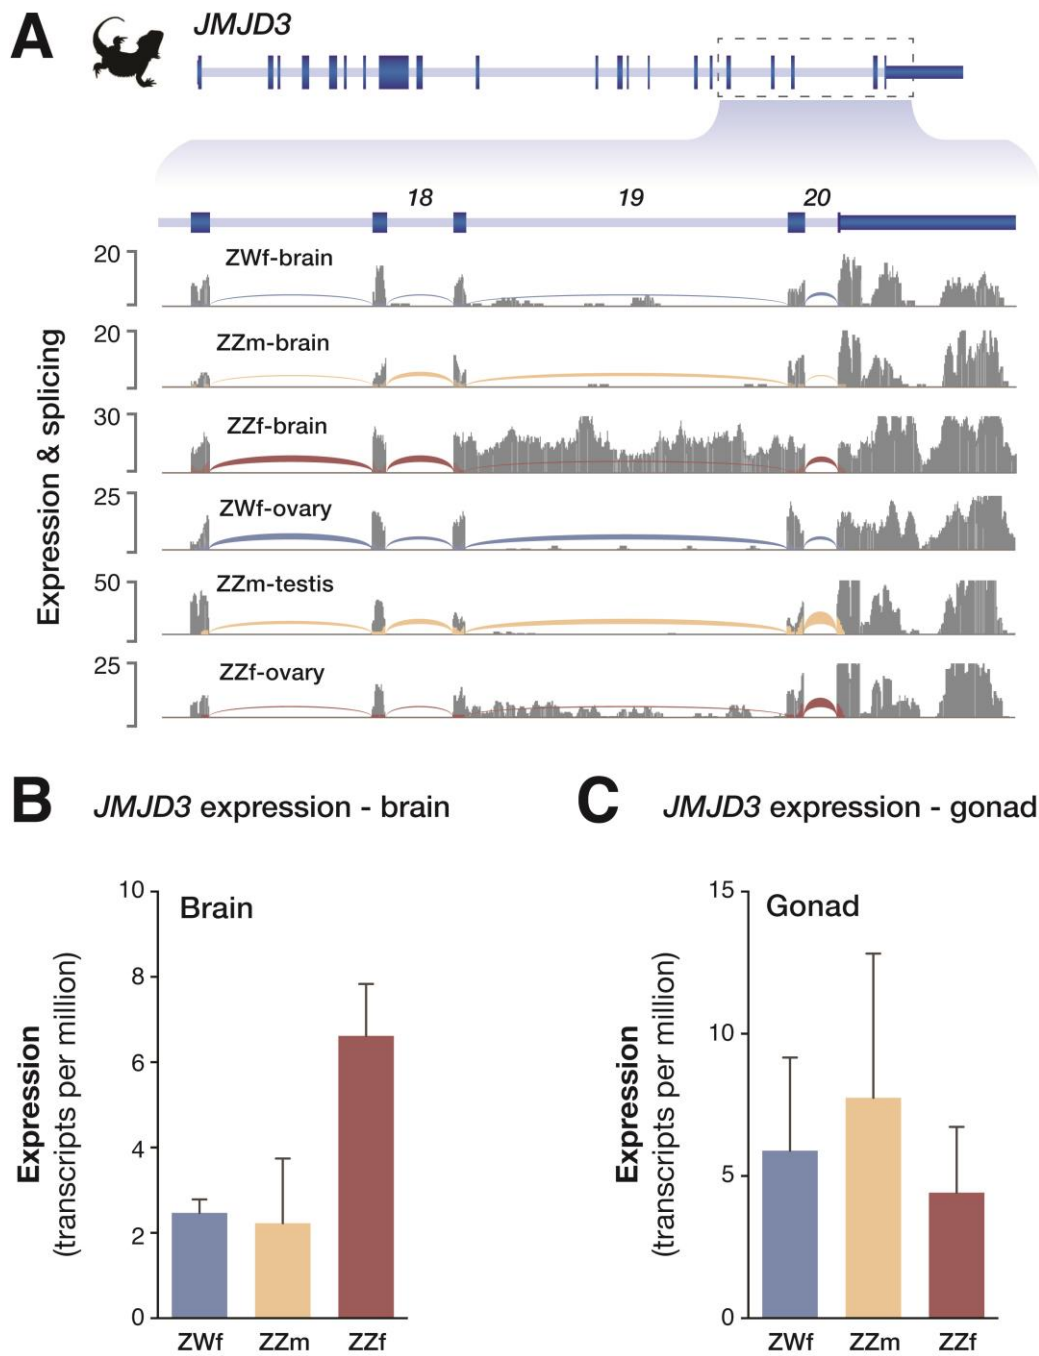 A
JMJD3
18 19 20
Expression & splicing
20
ZWf-brain
20
ZZm-brain
30
ZZf-brain
25
ZWf-ovary
50
ZZm-testis
25
ZZf-ovary
B JMJD3 expression - brain
Brain
Expression
(transcripts per million)
10
8
6
4
2
0
ZWf ZZm ZZf
C JMJD3 expression - gonad
Gonad
Expression
(transcripts per million)
15
10
5
0
ZWf ZZm ZZf